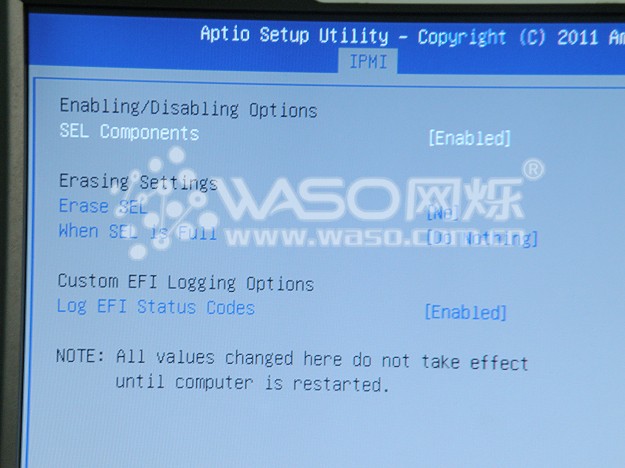 Aptio Setup Utility – Copyright (C) 2011 Am
IPMI
Enabling/Disabling Options
SEL Components [Enabled]
Erasing Settings
Erase SEL [No]
When SEL is Full [Do Nothing]
WASO网烁®
www.waso.com.cn
Custom EFI Logging Options
Log EFI Status Codes [Enabled]
NOTE: All values changed here do not take effect
until computer is restarted.